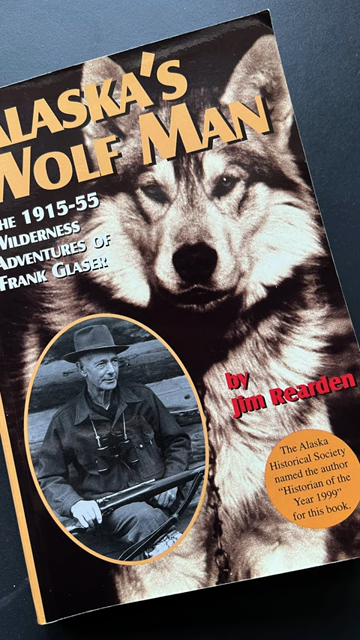 ALASKA'S
WOLF MAN
THE 1915-55
WILDERNESS
ADVENTURES OF
FRANK GLASER
by
Jim Rearden
The Alaska
Historical Society
named the author
"Historian of the
Year 1999"
for this book.